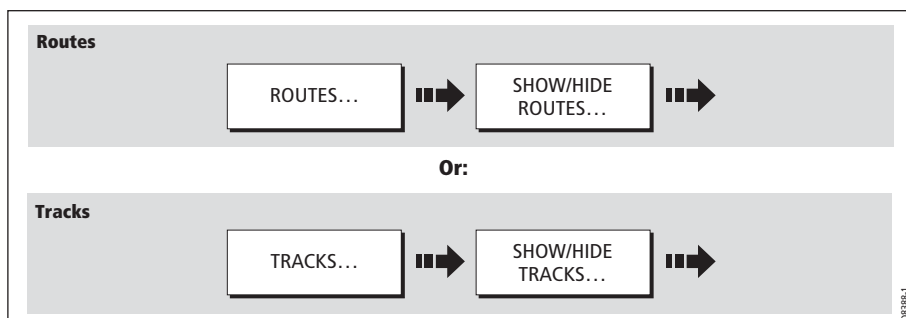 Routes
ROUTES...
SHOW/HIDE
ROUTES...
Or:
Tracks
TRACKS...
SHOW/HIDE
TRACKS...